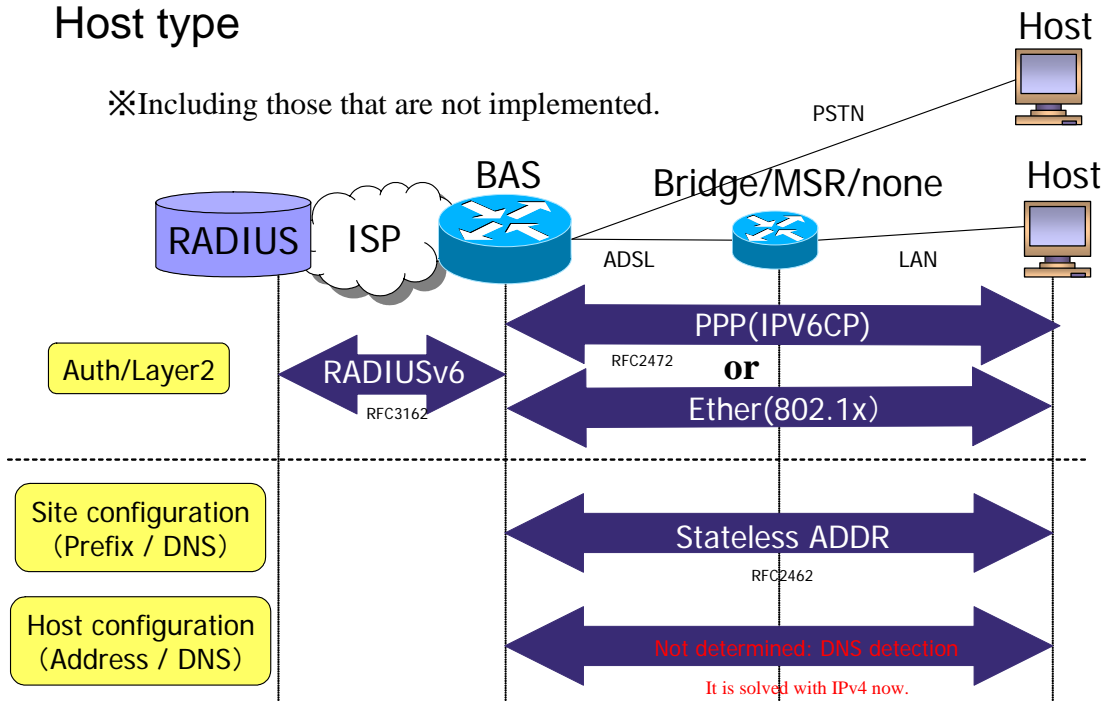 Host type
Host
※Including those that are not implemented.
PSTN
BAS
Bridge/MSR/none
Host
RADIUS
ISP
ADSL
LAN
PPP(IPV6CP)
Auth/Layer2
RADIUSv6
RFC2472
or
RFC3162
Ether(802.1x)
Site configuration
(Prefix / DNS)
Stateless ADDR
RFC2462
Host configuration
(Address / DNS)
Not determined: DNS detection
It is solved with IPv4 now.